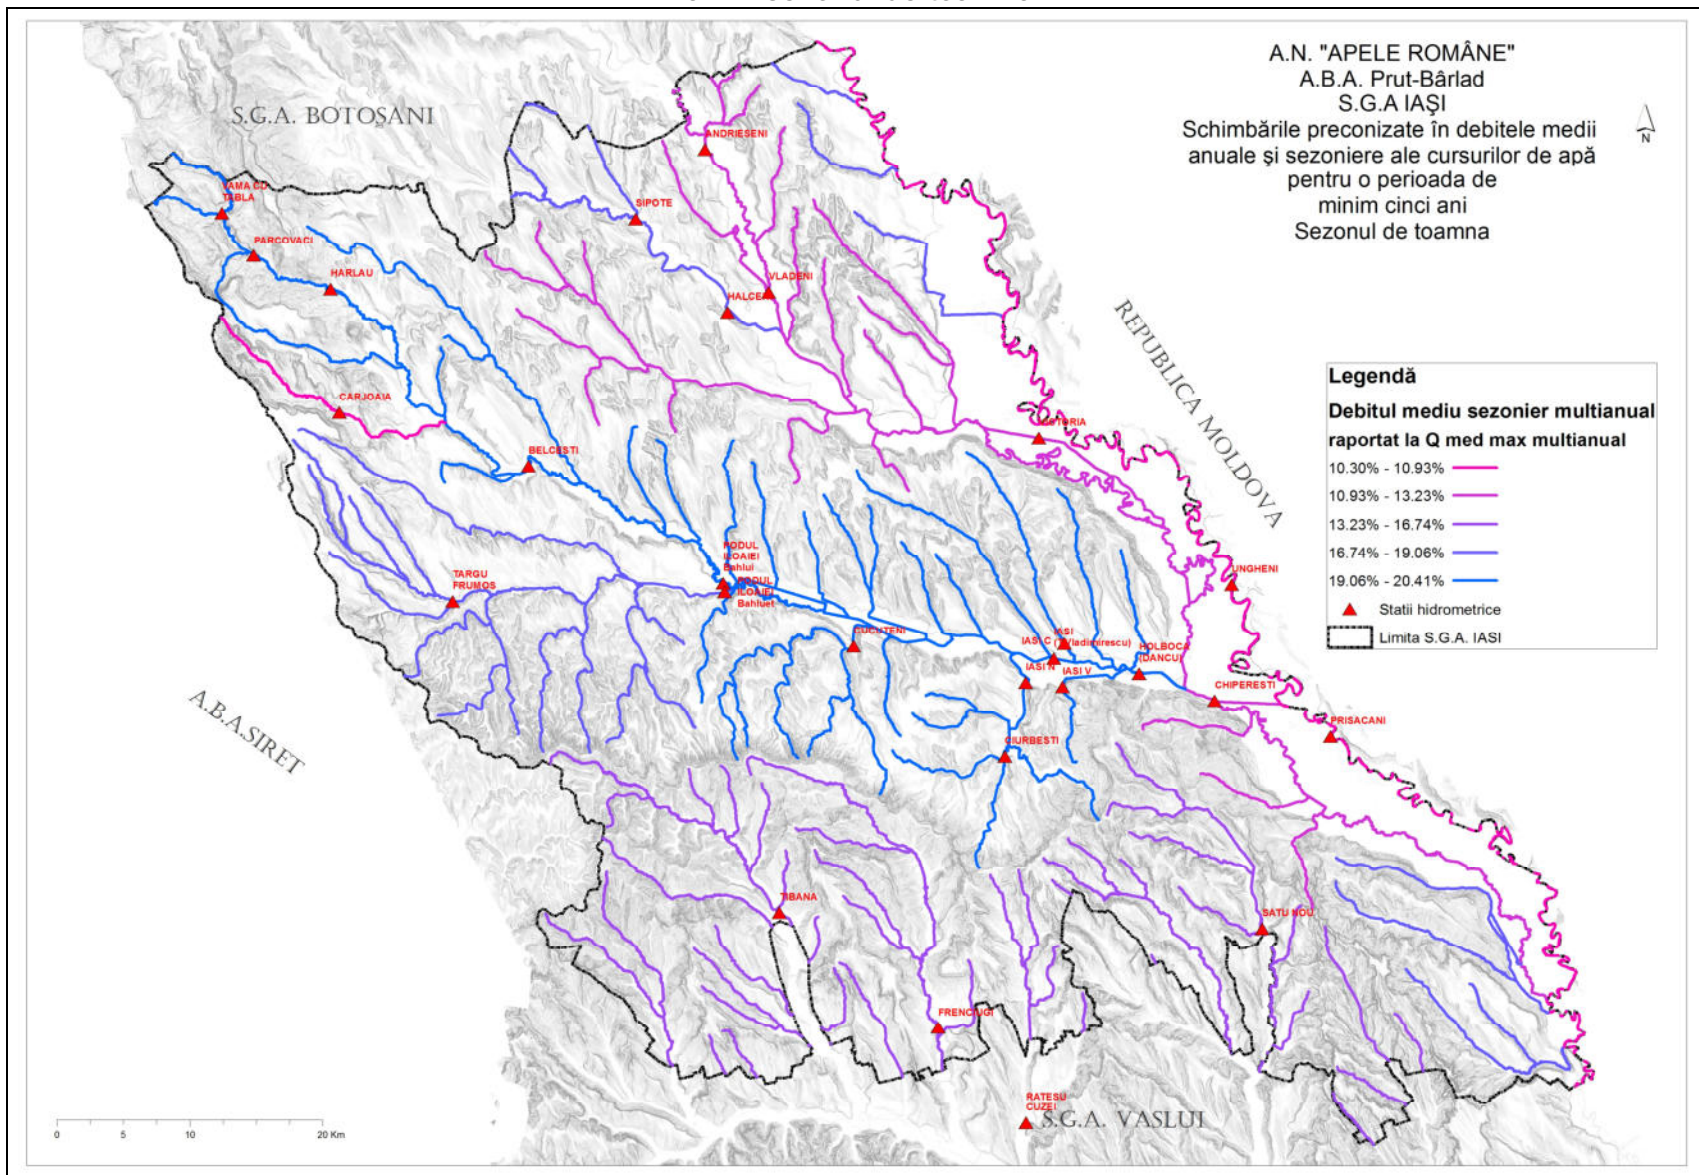 A.N. "APELE ROMÂNE"
A.B.A. Prut-Bârlad
S.G.A IAŞI
Schimbările preconizate în debitele medii
anuale şi sezoniere ale cursurilor de apă
pentru o perioada de
minim cinci ani
Sezonul de toamna
N
S.G.A. BOTOŞANI
ANDRIESENI
TABLA
SIPOTE
PARCOVACI
HARLAU
VLADENI
REPUBLICA MOLDOVA
CARJOAIA
BELCESTI
Legendă
Debitul mediu sezonier multianual
raportat la Q med max multianual
10.30% - 10.93%
10.93% - 13.23%
13.23% - 16.74%
16.74% - 19.06%
19.06% - 20.41%
Statii hidrometrice
Limita S.G.A. IASI
PODUL
ILOAIEI
Bahlui
PODUL
ILOAIEI
Bahluet
TARGU
FRUMOS
UNGHENI
CUCUTENI
IASI C
IASI
HOLBOCA
(DANCU)
IASI N
IASI V
CHIPERESTI
PRISACANI
CIURBESTI
A.B.A.SIRET
TIBANA
SATU NOU
FRENCIUGI
RATESU
CUZEI
S.G.A. VASLUI
0 5 10 20 Km